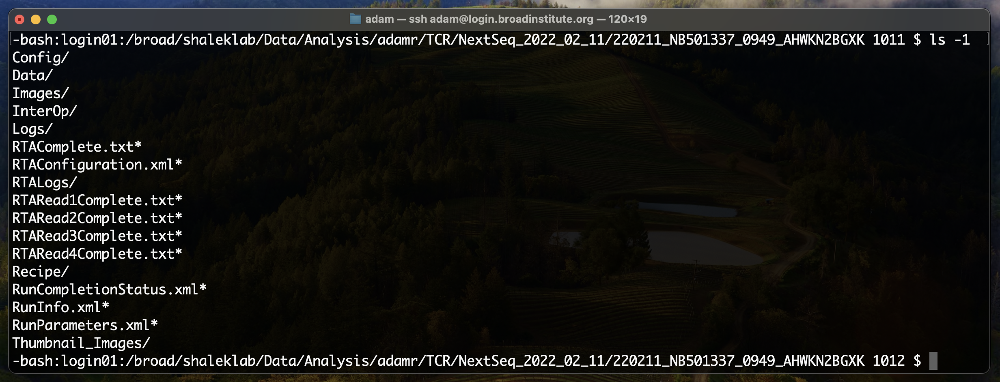 adam — ssh adam@login.broadinstitute.org — 120×19
[-bash:login01:/broad/shaleklab/Data/Analysis/adamr/TCR/NextSeq_2022_02_11/220211_NB501337_0949_AHWKN2BGXK 1011 $ ls -1 ]
Config/
Data/
Images/
InterOp/
Logs/
RTAComplete.txt*
RTAConfiguration.xml*
RTALogs/
RTARead1Complete.txt*
RTARead2Complete.txt*
RTARead3Complete.txt*
RTARead4Complete.txt*
Recipe/
RunCompletionStatus.xml*
RunInfo.xml*
RunParameters.xml*
Thumbnail_Images/
-bash:login01:/broad/shaleklab/Data/Analysis/adamr/TCR/NextSeq_2022_02_11/220211_NB501337_0949_AHWKN2BGXK 1012 $